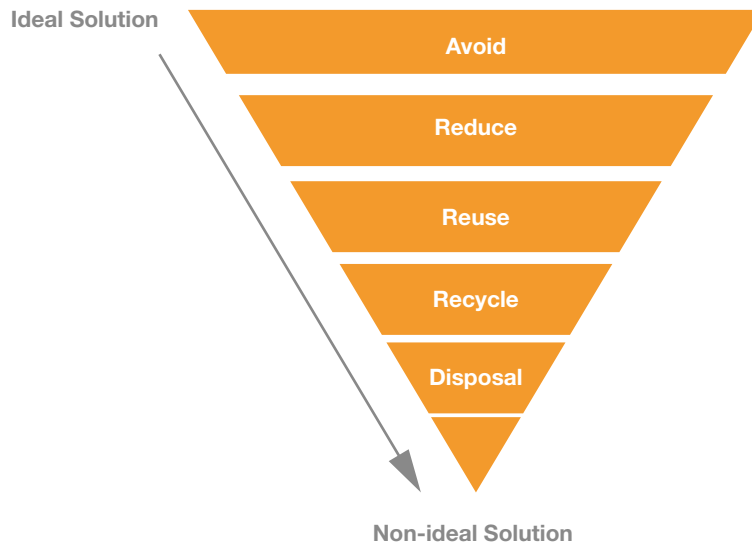 Ideal Solution
Avoid
Reduce
Reuse
Recycle
Disposal
Non-ideal Solution